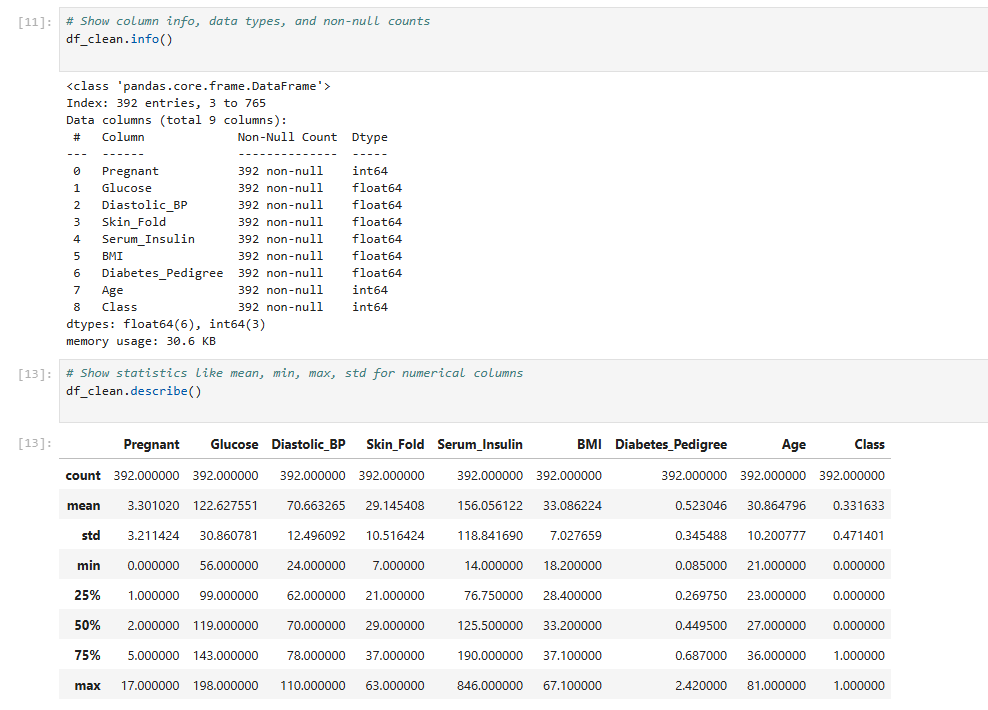 [11]: # Show column info, data types, and non-null counts
df_clean.info()
<class 'pandas.core.frame.DataFrame'>
Index: 392 entries, 3 to 765
Data columns (total 9 columns):
 #   Column             Non-Null Count  Dtype
---  ------             --------------  -----
 0   Pregnant           392 non-null    int64
 1   Glucose            392 non-null    float64
 2   Diastolic_BP       392 non-null    float64
 3   Skin_Fold          392 non-null    float64
 4   Serum_Insulin      392 non-null    float64
 5   BMI                392 non-null    float64
 6   Diabetes_Pedigree  392 non-null    float64
 7   Age                392 non-null    int64
 8   Class              392 non-null    int64
dtypes: float64(6), int64(3)
memory usage: 30.6 KB
[13]: # Show statistics like mean, min, max, std for numerical columns
df_clean.describe()
[13]: Pregnant Glucose Diastolic_BP Skin_Fold Serum_Insulin BMI Diabetes_Pedigree Age Class
count 392.000000 392.000000 392.000000 392.000000 392.000000 392.000000 392.000000 392.000000 392.000000
mean 3.301020 122.627551 70.663265 29.145408 156.056122 33.086224 0.523046 30.864796 0.331633
std 3.211424 30.860781 12.496092 10.516424 118.841690 7.027659 0.345488 10.200777 0.471401
min 0.000000 56.000000 24.000000 7.000000 14.000000 18.200000 0.085000 21.000000 0.000000
25% 1.000000 99.000000 62.000000 21.000000 76.750000 28.400000 0.269750 23.000000 0.000000
50% 2.000000 119.000000 70.000000 29.000000 125.500000 33.200000 0.449500 27.000000 0.000000
75% 5.000000 143.000000 78.000000 37.000000 190.000000 37.100000 0.687000 36.000000 1.000000
max 17.000000 198.000000 110.000000 63.000000 846.000000 67.100000 2.420000 81.000000 1.000000